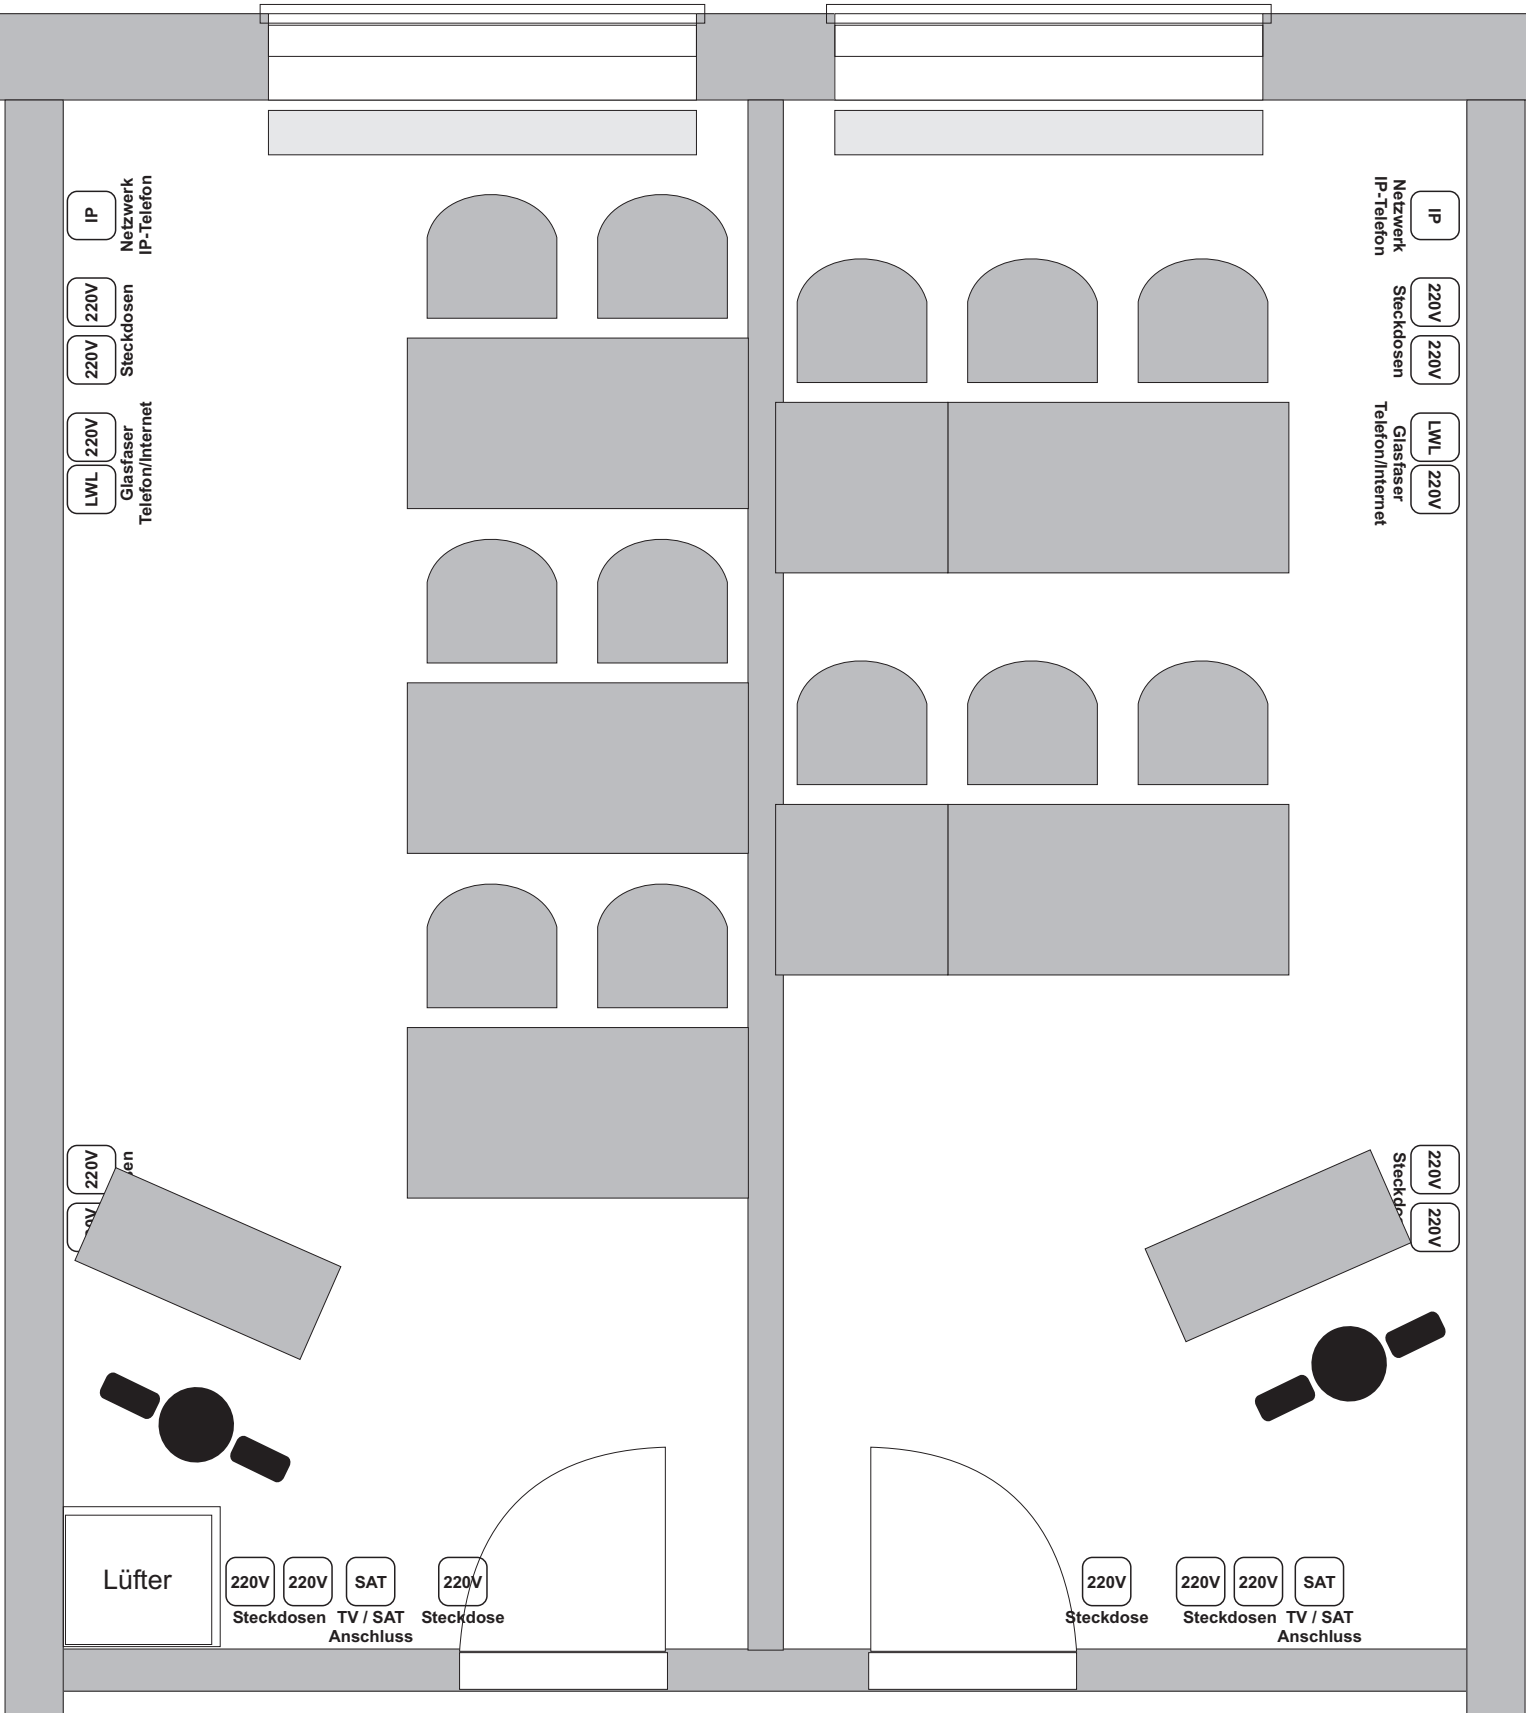 IP
Netzwerk
IP-Telefon
220V
220V
Steckdosen
220V
LWL
Glasfaser
Telefon/Internet
220V
IP
Netzwerk
IP-Telefon
220V
220V
Steckdosen
LWL
220V
Glasfaser
Telefon/Internet
220V
220V
Lüfter
220V
220V
SAT
220V
Steckdosen
TV / SAT
Anschluss
Steckdose
220V
220V
220V
SAT
Steckdose
Steckdosen
TV / SAT
Anschluss